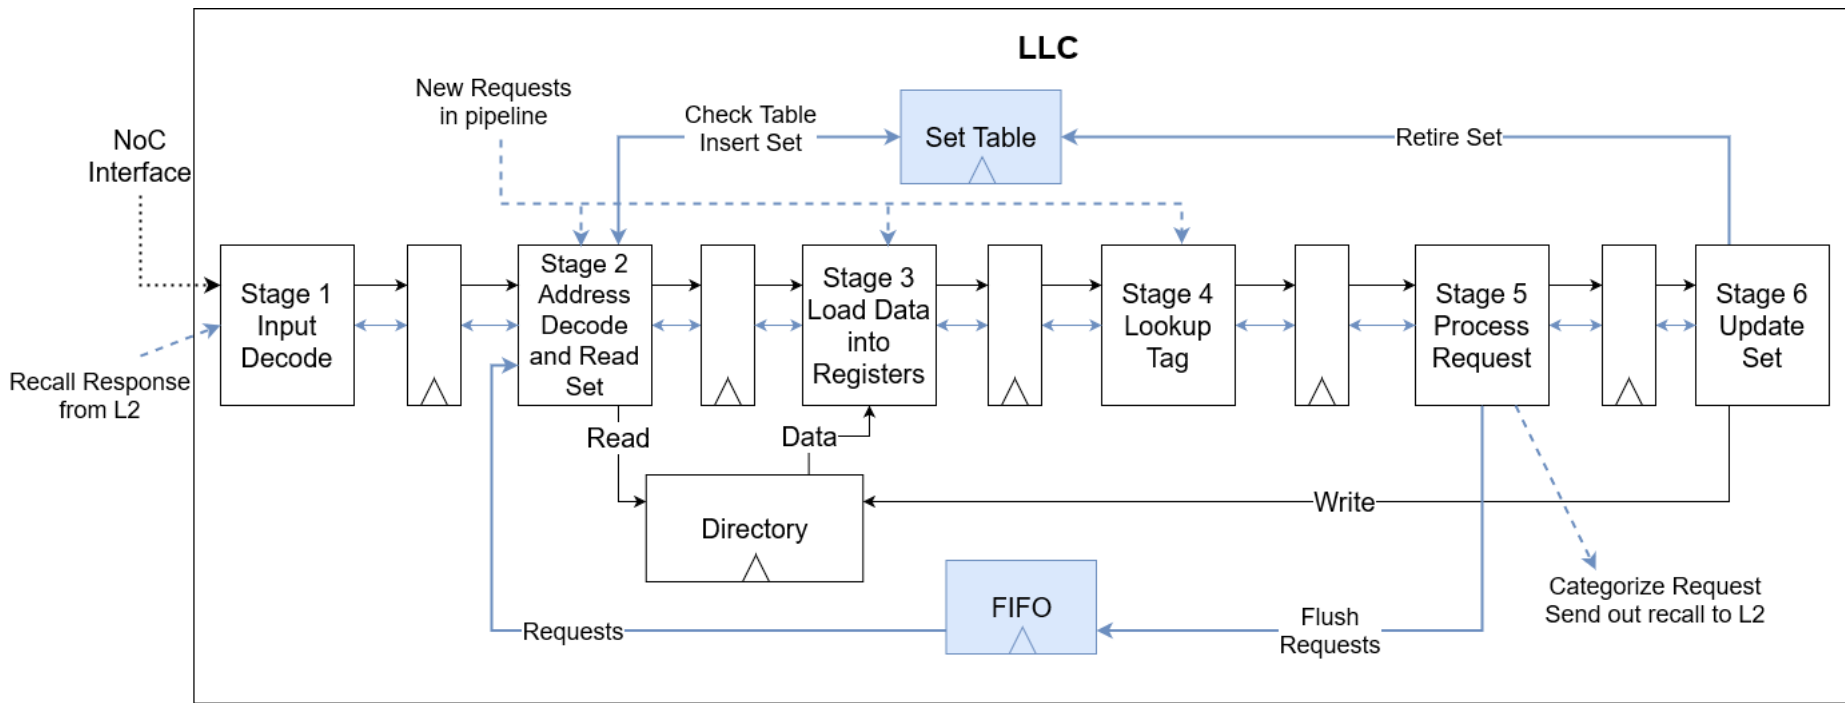 LLC
New Requests
in pipeline
Check Table
Insert Set
Set Table
Retire Set
NoC
Interface
Recall Response
from L2
Stage 1
Input
Decode
Stage 2
Address
Decode
and Read
Set
Stage 3
Load Data
into
Registers
Stage 4
Lookup
Tag
Stage 5
Process
Request
Stage 6
Update
Set
Read
Data
Directory
Write
FIFO
Requests
Flush
Requests
Categorize Request
Send out recall to L2